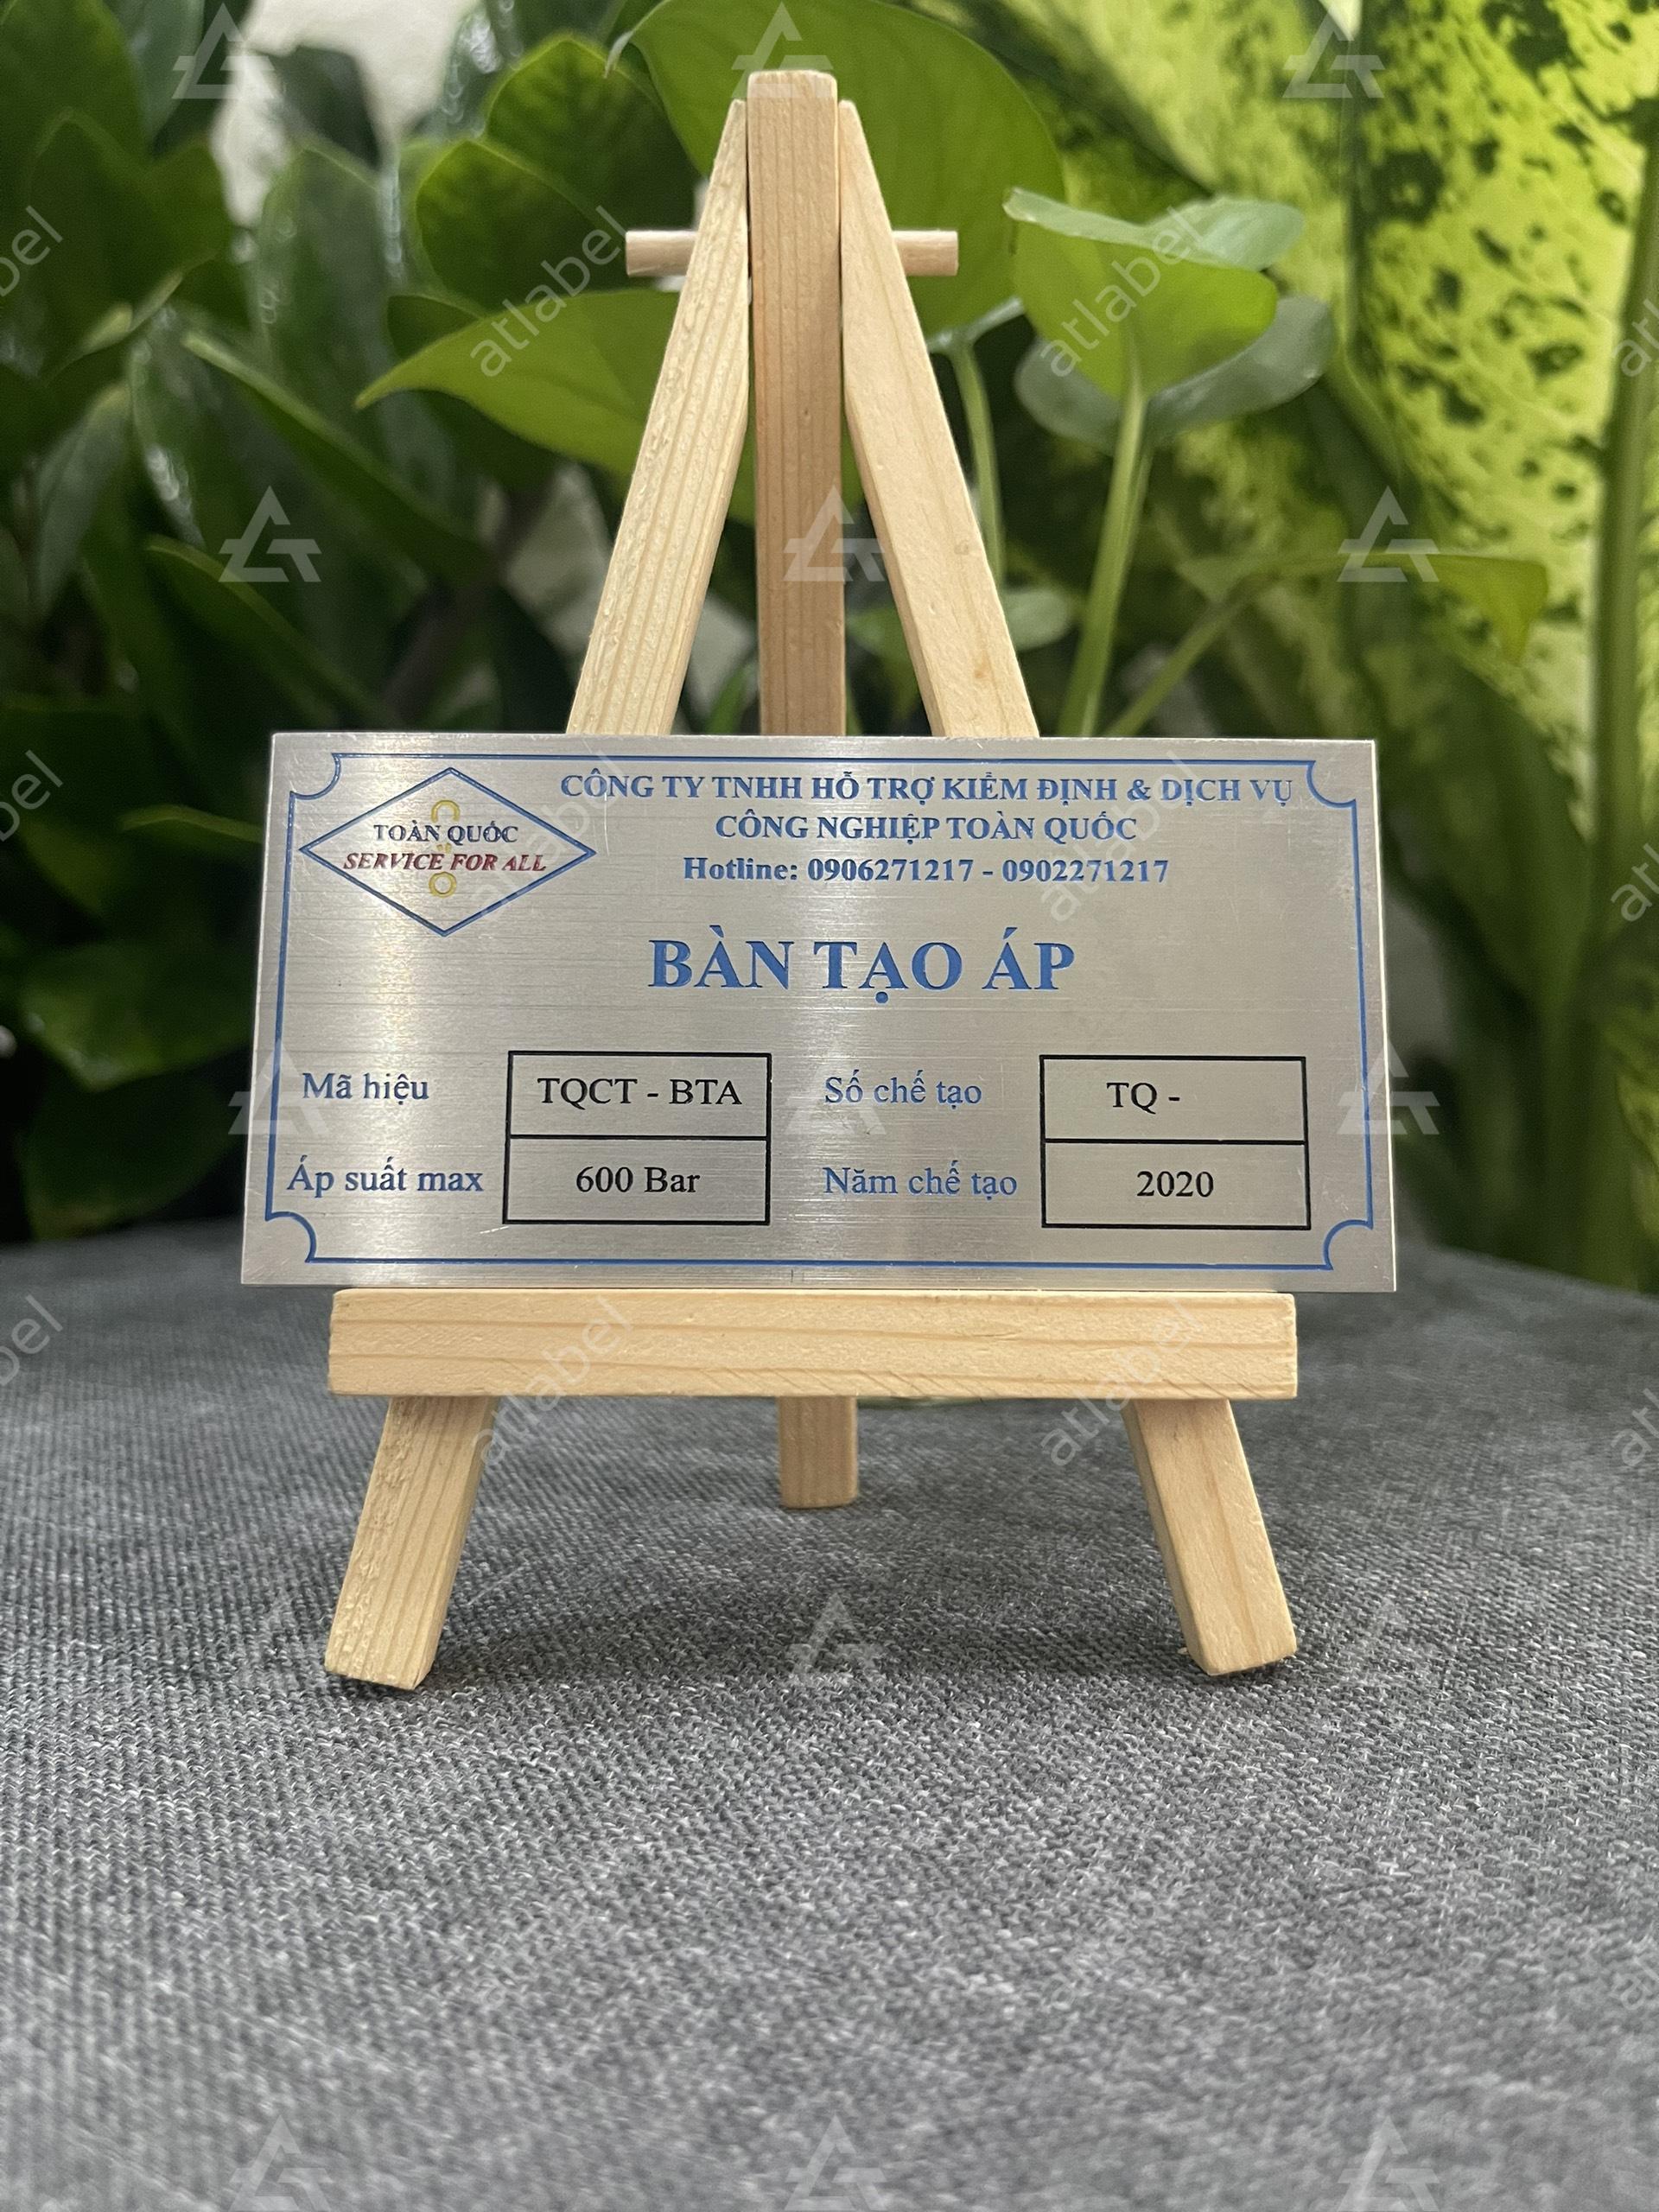 CÔNG TY TNHH HỖ TRỢ KIỂM ĐỊNH & DỊCH VỤ
CÔNG NGHIỆP TOÀN QUỐC
Hotline: 0906271217 - 0902271217
TOÀN QUỐC
SERVICE FOR ALL
BÀN TẠO ÁP
Mã hiệu TQCT - BTA Số chế tạo TQ -
Áp suất max 600 Bar Năm chế tạo 2020
atlabel